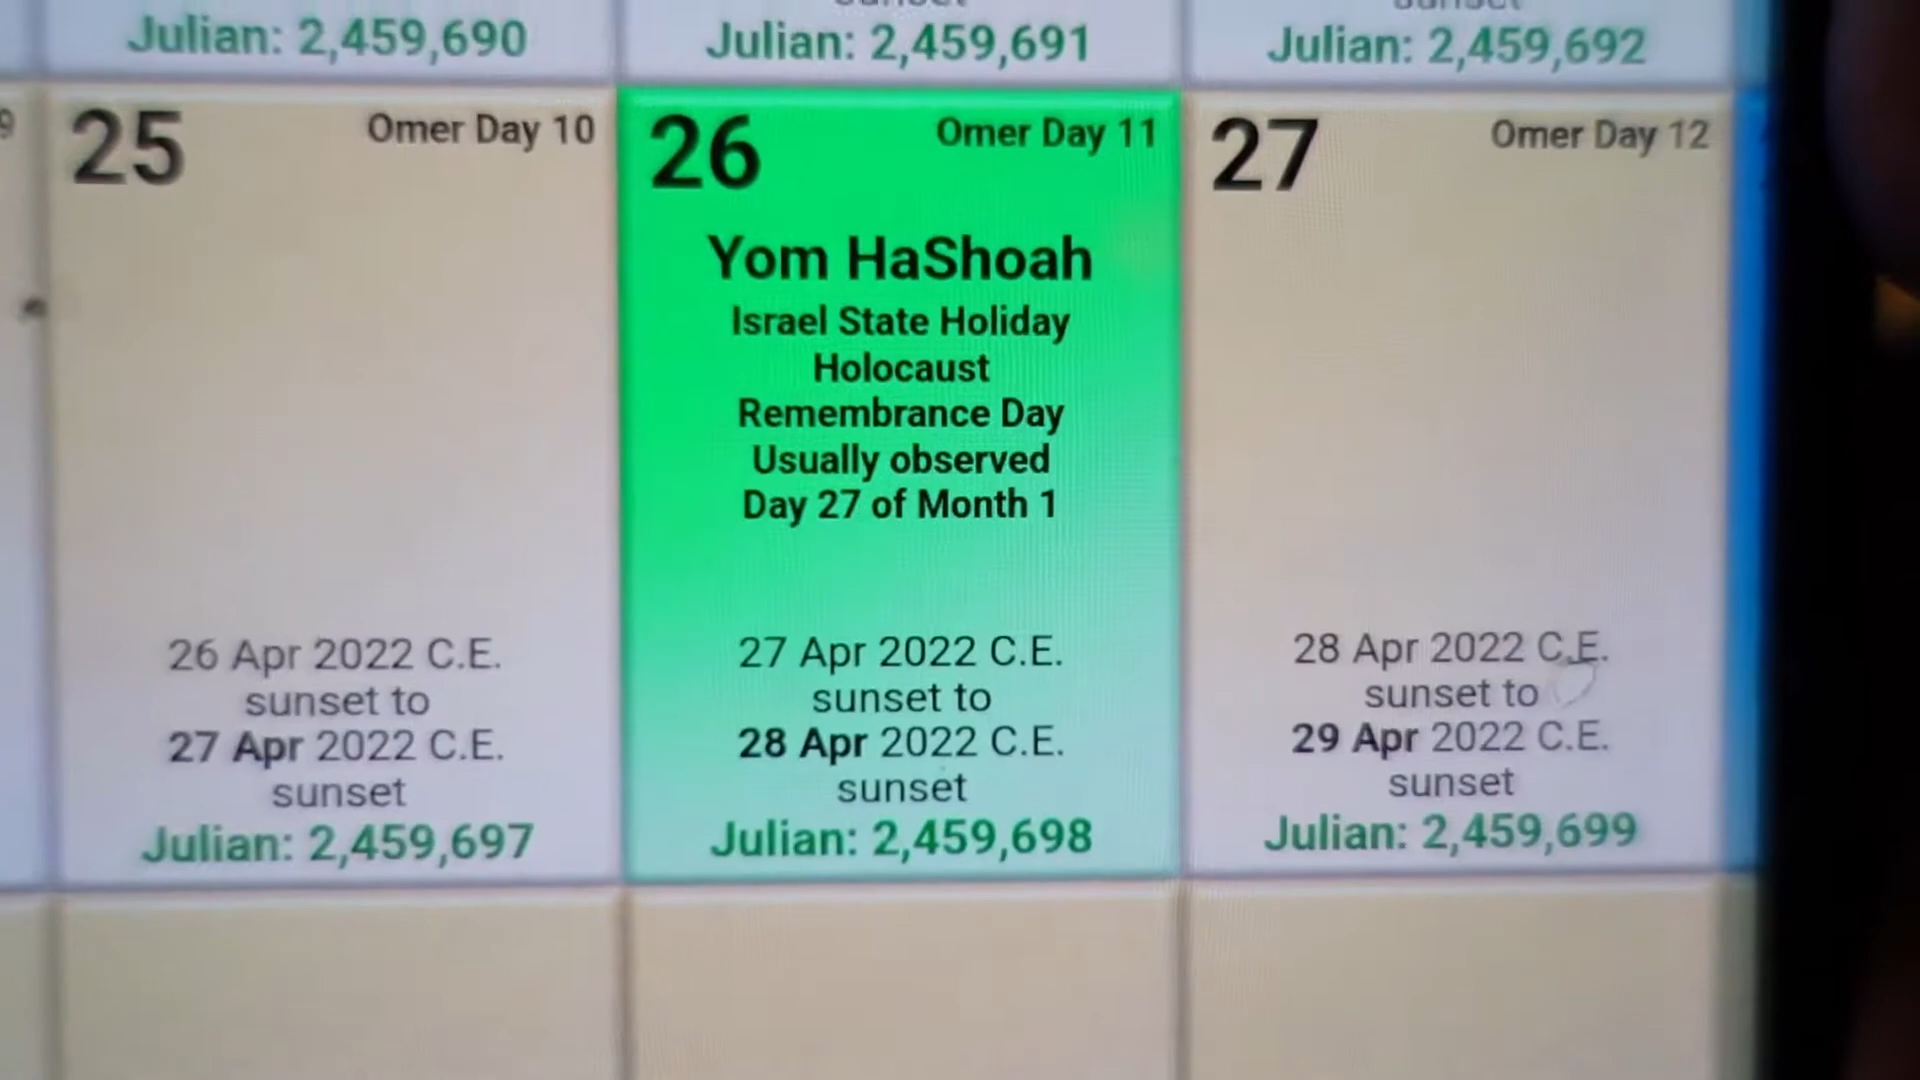 Julian: 2,459,690
Julian: 2,459,691
Julian: 2,459,692
25
Omer Day 10
26 Apr 2022 C.E.
sunset to
27 Apr 2022 C.E.
sunset
Julian: 2,459,697
26
Omer Day 11
Yom HaShoah
Israel State Holiday
Holocaust
Remembrance Day
Usually observed
Day 27 of Month 1
27 Apr 2022 C.E.
sunset to
28 Apr 2022 C.E.
sunset
Julian: 2,459,698
27
Omer Day 12
28 Apr 2022 C.E.
sunset to
29 Apr 2022 C.E.
sunset
Julian: 2,459,699